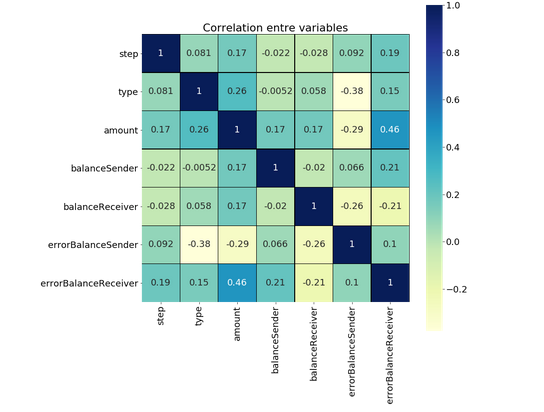 Correlation entre variables
step 1 0.081 0.17 -0.022 -0.028 0.092 0.19
type 0.081 1 0.26 -0.0052 0.058 -0.38 0.15
amount 0.17 0.26 1 0.17 0.17 -0.29 0.46
balanceSender -0.022 -0.0052 0.17 1 -0.02 0.066 0.21
balanceReceiver -0.028 0.058 0.17 -0.02 1 -0.26 -0.21
errorBalanceSender 0.092 -0.38 -0.29 0.066 -0.26 1 0.1
errorBalanceReceiver 0.19 0.15 0.46 0.21 -0.21 0.1 1
step
type
amount
balanceSender
balanceReceiver
errorBalanceSender
errorBalanceReceiver
1.0
0.8
0.6
0.4
0.2
0.0
−0.2